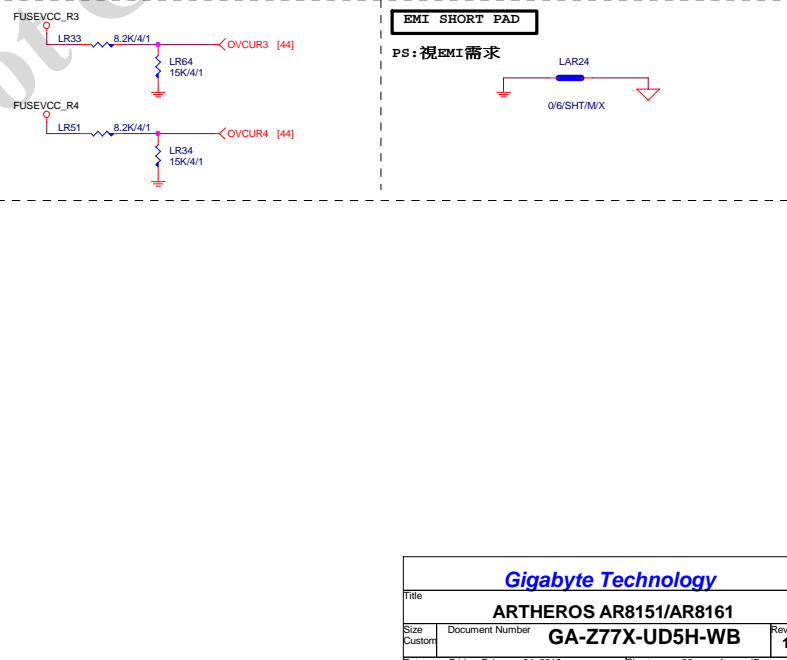 FUSEVCC_R3
LR33 8.2K/4/1
OVCUR3 [44]
LR64
15K/4/1
FUSEVCC_R4
LR51 8.2K/4/1
OVCUR4 [44]
LR34
15K/4/1
EMI SHORT PAD
PS:視EMI需求
LAR24
0/6/SHT/M/X
Gigabyte Technology
Title
ARTHEROS AR8151/AR8161
Size
Custom
Document Number
GA-Z77X-UD5H-WB
Rev
1